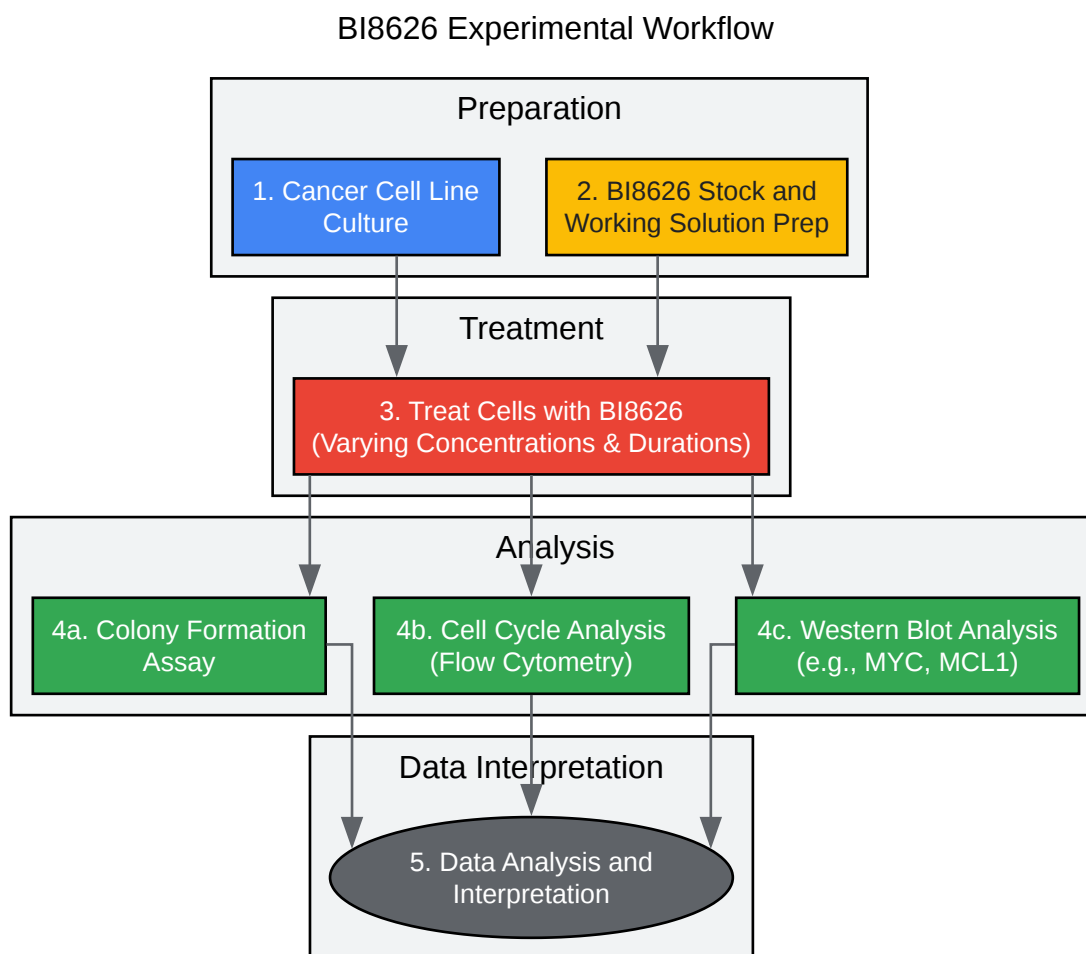 BI8626 Experimental Workflow
Preparation
1. Cancer Cell Line
Culture
2. BI8626 Stock and
Working Solution Prep
Treatment
3. Treat Cells with BI8626
(Varying Concentrations & Durations)
Analysis
4a. Colony Formation
Assay
4b. Cell Cycle Analysis
(Flow Cytometry)
4c. Western Blot Analysis
(e.g., MYC, MCL1)
Data Interpretation
5. Data Analysis and
Interpretation